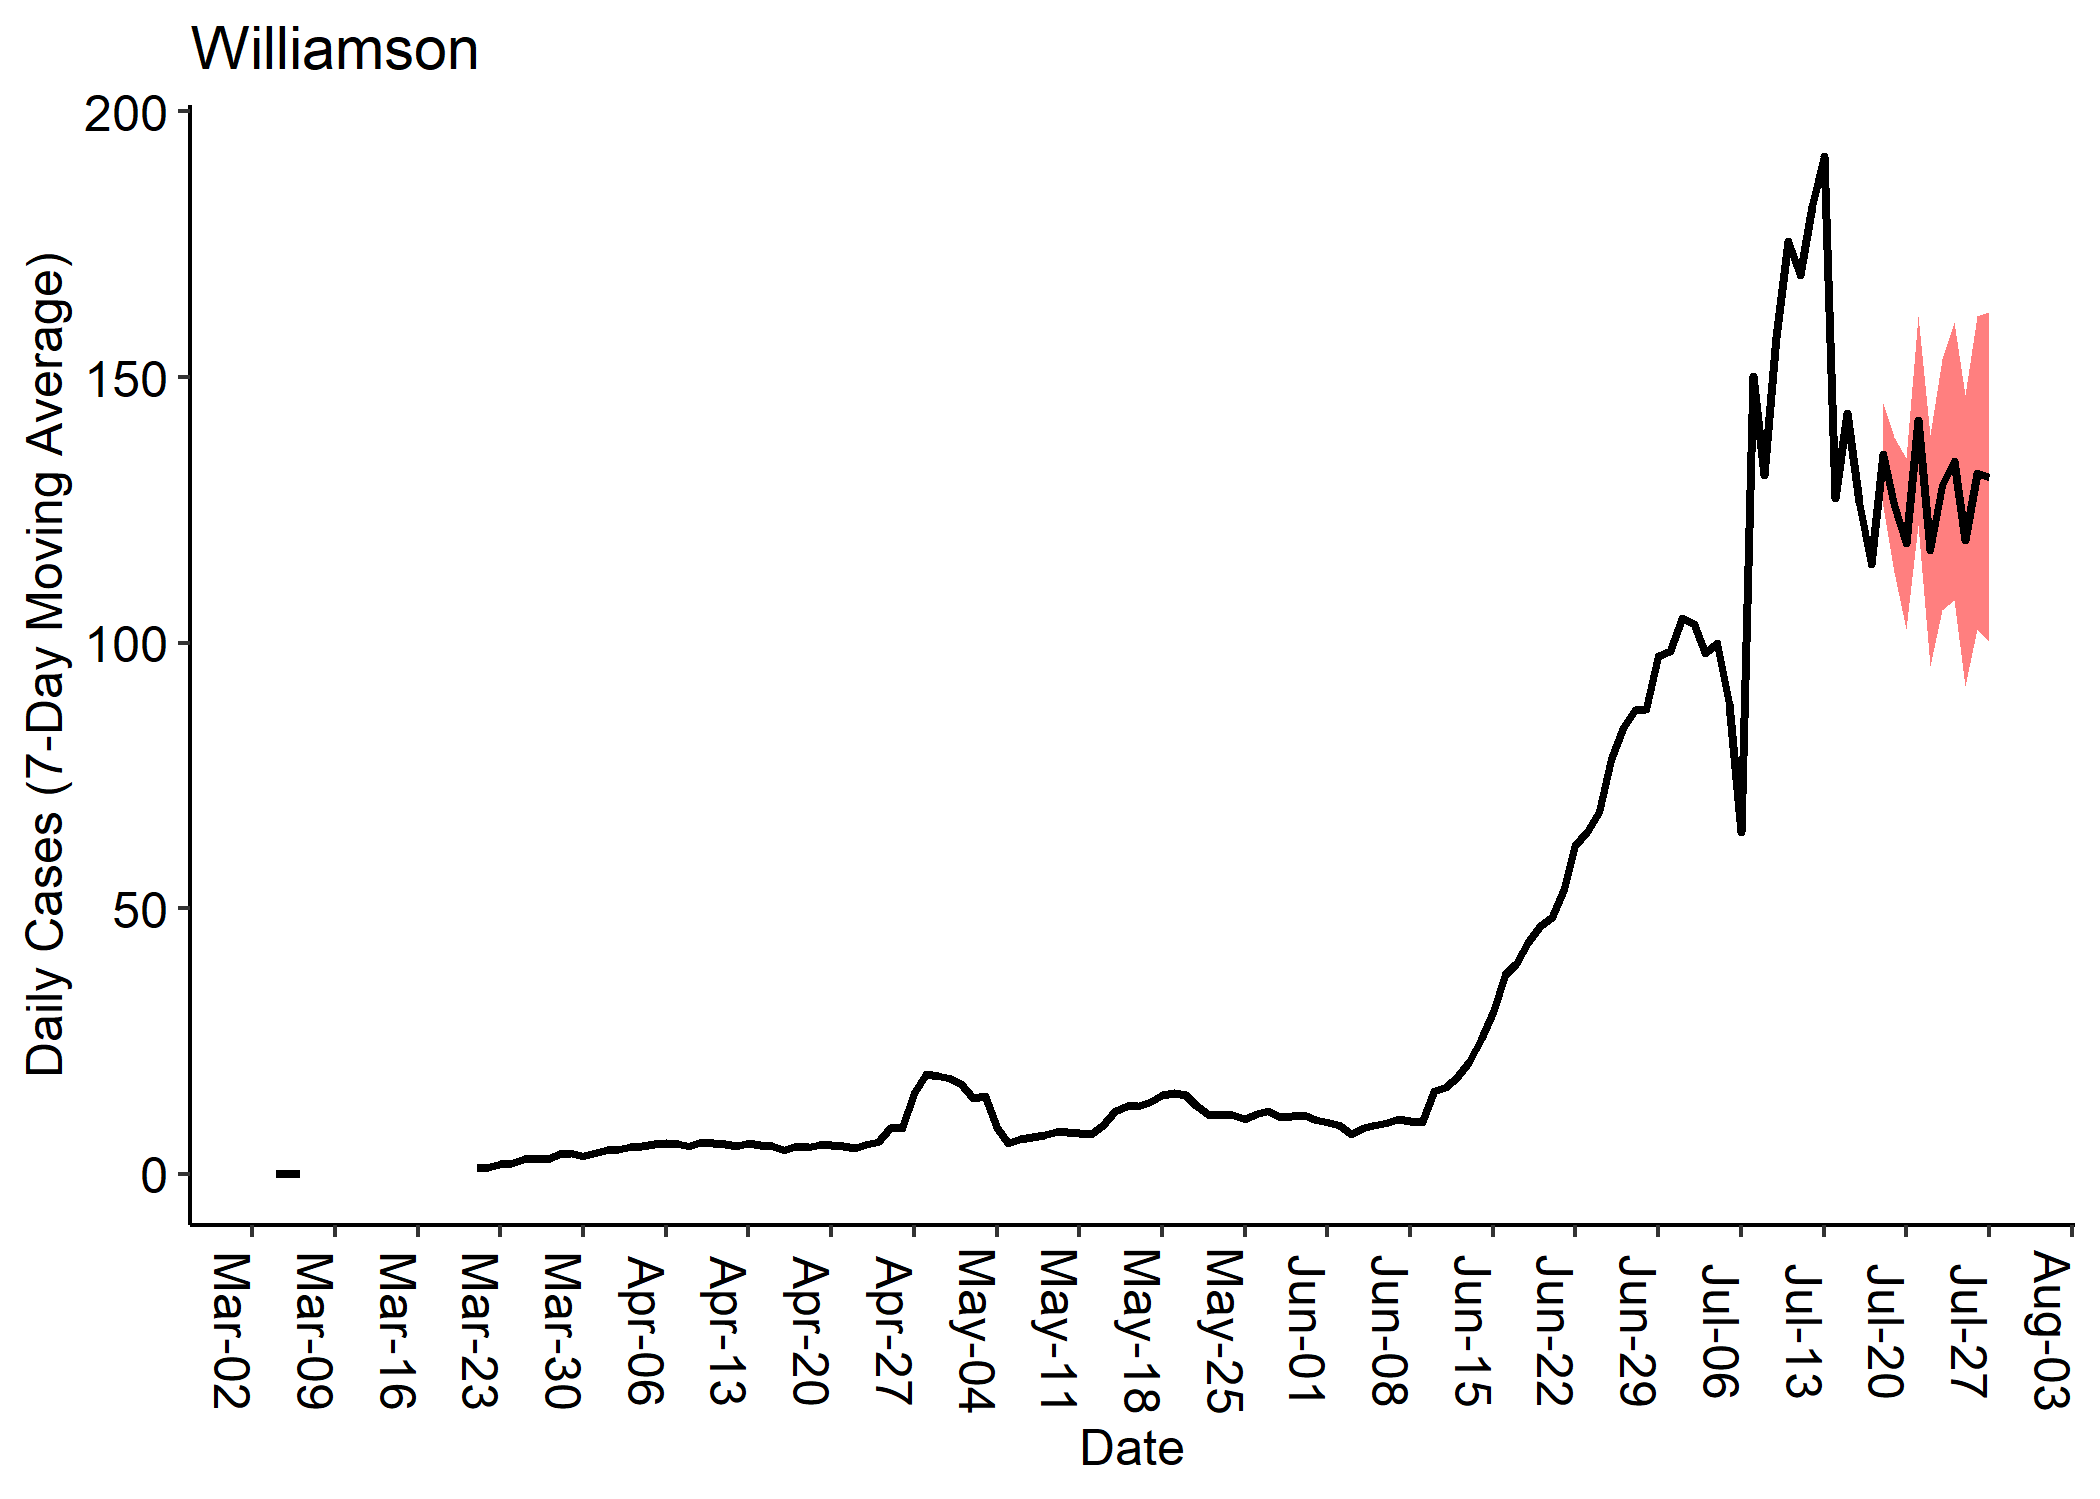 Williamson
Daily Cases (7-Day Moving Average)
200
150
100
50
0
Mar-02
Mar-09
Mar-16
Mar-23
Mar-30
Apr-06
Apr-13
Apr-20
Apr-27
May-04
May-11
May-18
May-25
Jun-01
Jun-08
Jun-15
Jun-22
Jun-29
Jul-06
Jul-13
Jul-20
Jul-27
Aug-03
Date